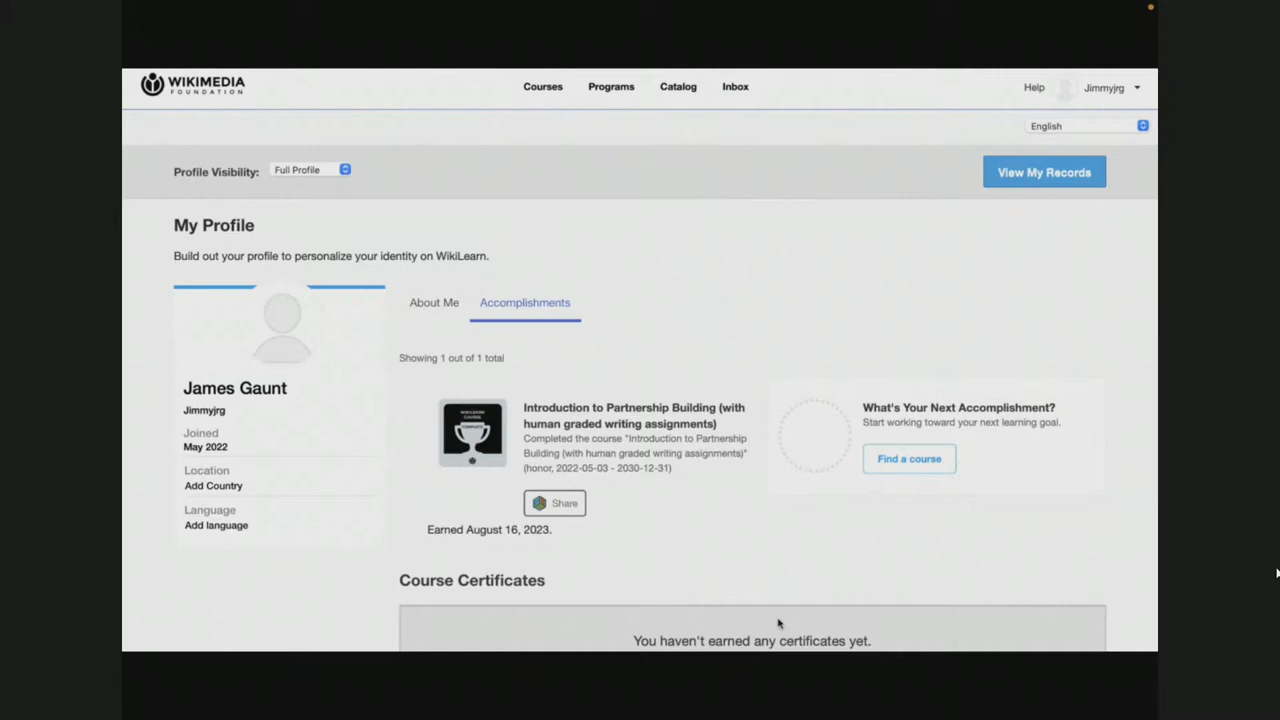 WIKIMEDIA
FOUNDATION
Courses
Programs
Catalog
Inbox
Help
Jimmyjrg
English
Profile Visibility:
Full Profile
View My Records
My Profile
Build out your profile to personalize your identity on WikiLearn.
James Gaunt
Jimmyjrg
Joined
May 2022
Location
Add Country
Language
Add language
About Me
Accomplishments
Showing 1 out of 1 total
WIKILEARN
COURSE
COMPLETE
Introduction to Partnership Building (with
human graded writing assignments)
Completed the course "Introduction to Partnership
Building (with human graded writing assignments)"
(honor, 2022-05-03 - 2030-12-31)
Share
Earned August 16, 2023.
What's Your Next Accomplishment?
Start working toward your next learning goal.
Find a course
Course Certificates
You haven't earned any certificates yet.